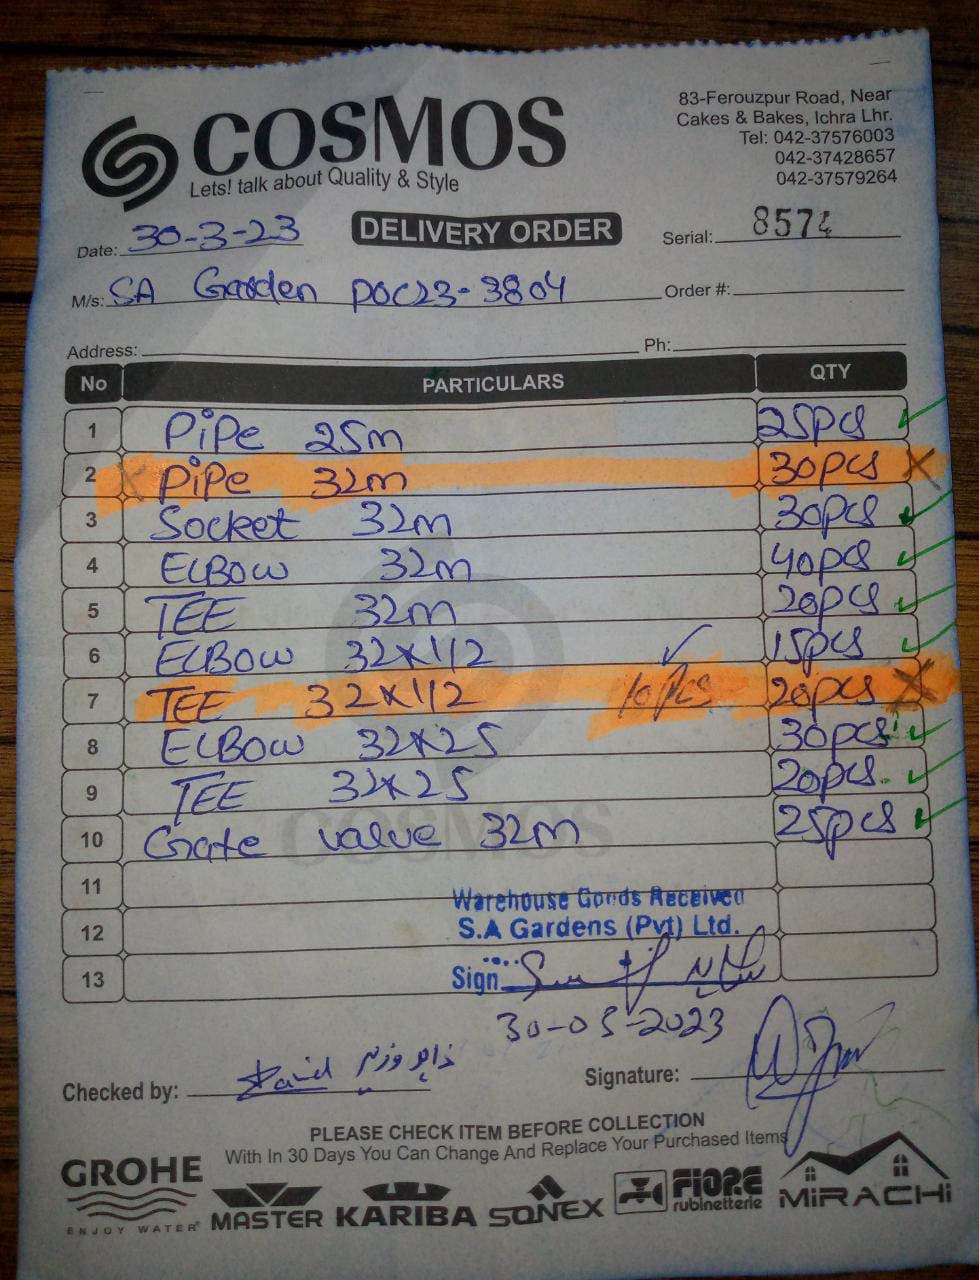 COSMOS
Lets! talk about Quality & Style
83-Ferouzpur Road, Near
Cakes & Bakes, Ichra Lhr.
Tel: 042-37576003
042-37428657
042-37579264
Date: 30-3-23 DELIVERY ORDER Serial: 8574
M/s: SA Garden POC23-3804 Order #:
Address: Ph:
No PARTICULARS QTY
1 PiPe 25m 25pcs
2 PiPe 32m 30pcs
3 Socket 32m 30pcs
4 ELBow 32m 40pcs
5 TEE 32m 20pcs
6 ELBow 32x1/2 15pcs
7 TEE 32x1/2 10 Pcs 20pcs
8 ELBow 32x25 30pcs
9 TEE 32x25 20pcs.
10 Gate value 32m 25pcs
11
12
13
Warehouse Goods Received
S.A Gardens (Pvt) Ltd.
Sign
30-03-2023
Checked by: Signature:
PLEASE CHECK ITEM BEFORE COLLECTION
With In 30 Days You Can Change And Replace Your Purchased Items
GROHE
ENJOY WATER®
MASTER
KARIBA
SONEX
FIORE
rubinetterie
MiRACHi
COSMOS